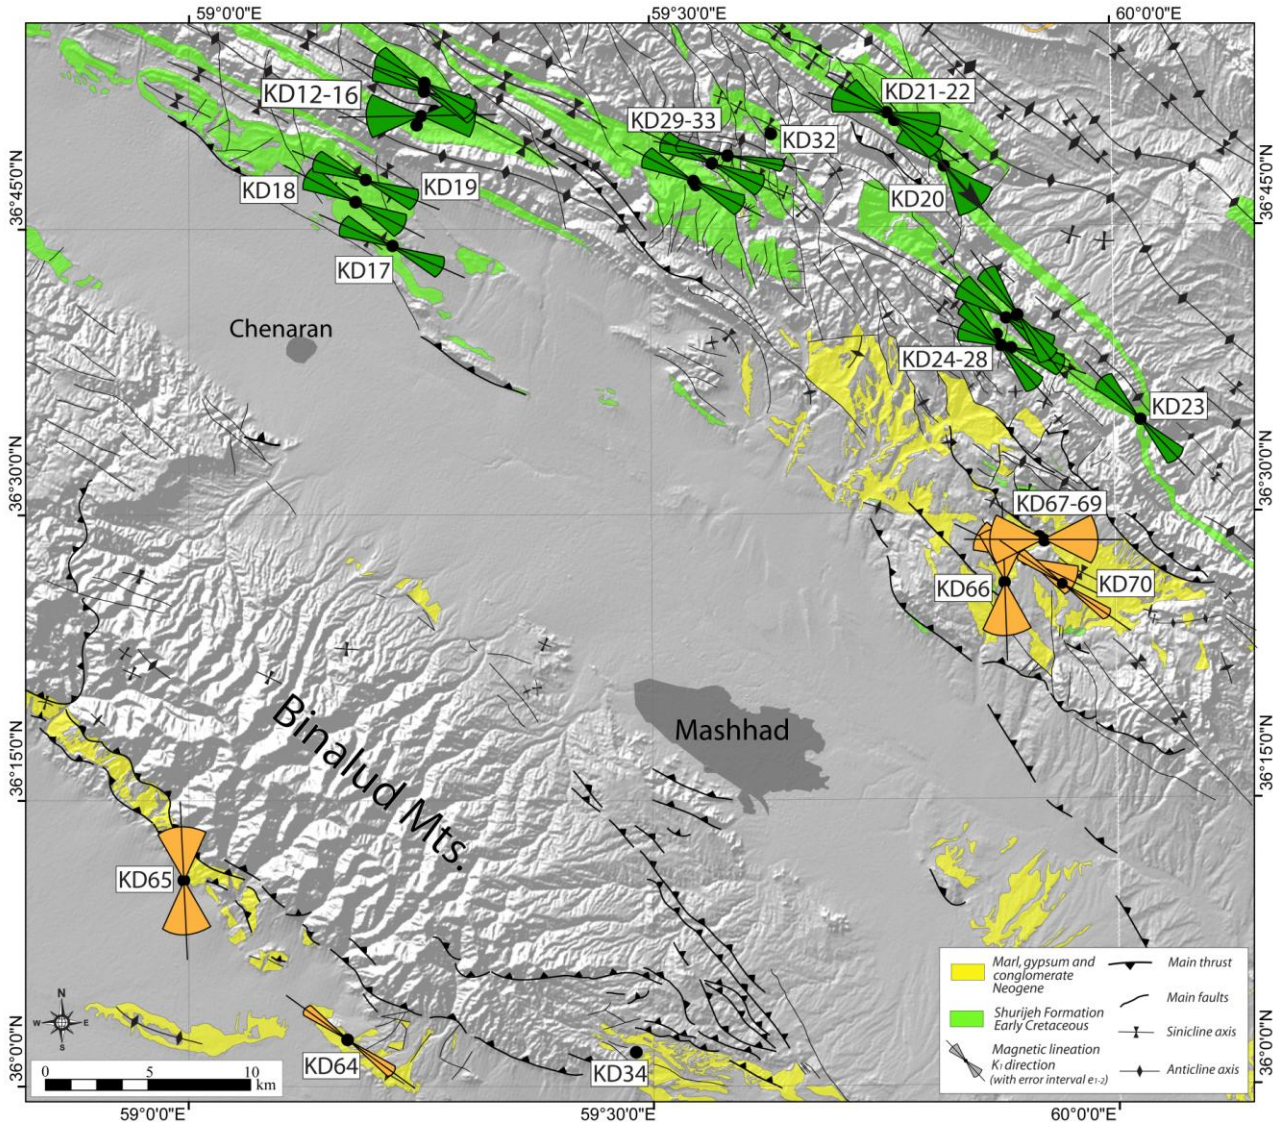 59°0'0"E
59°30'0"E
60°0'0"E
KD12-16
KD21-22
KD29-33
KD32
36°45'0"N
36°45'0"N
KD18
KD19
KD20
KD17
Chenaran
KD24-28
KD23
36°30'0"N
36°30'0"N
KD67-69
KD66
KD70
Binalud Mts.
Mashhad
36°15'0"N
36°15'0"N
KD65
Marl, gypsum and
conglomerate
Neogene
Main thrust
Shurijeh Formation
Early Cretaceous
Main faults
Magnetic lineation
K1 direction
(with error interval e1-2)
Sinicline axis
Anticline axis
N
W
E
S
KD64
KD34
36°0'0"N
36°0'0"N
0
5
10
km
59°0'0"E
59°30'0"E
60°0'0"E